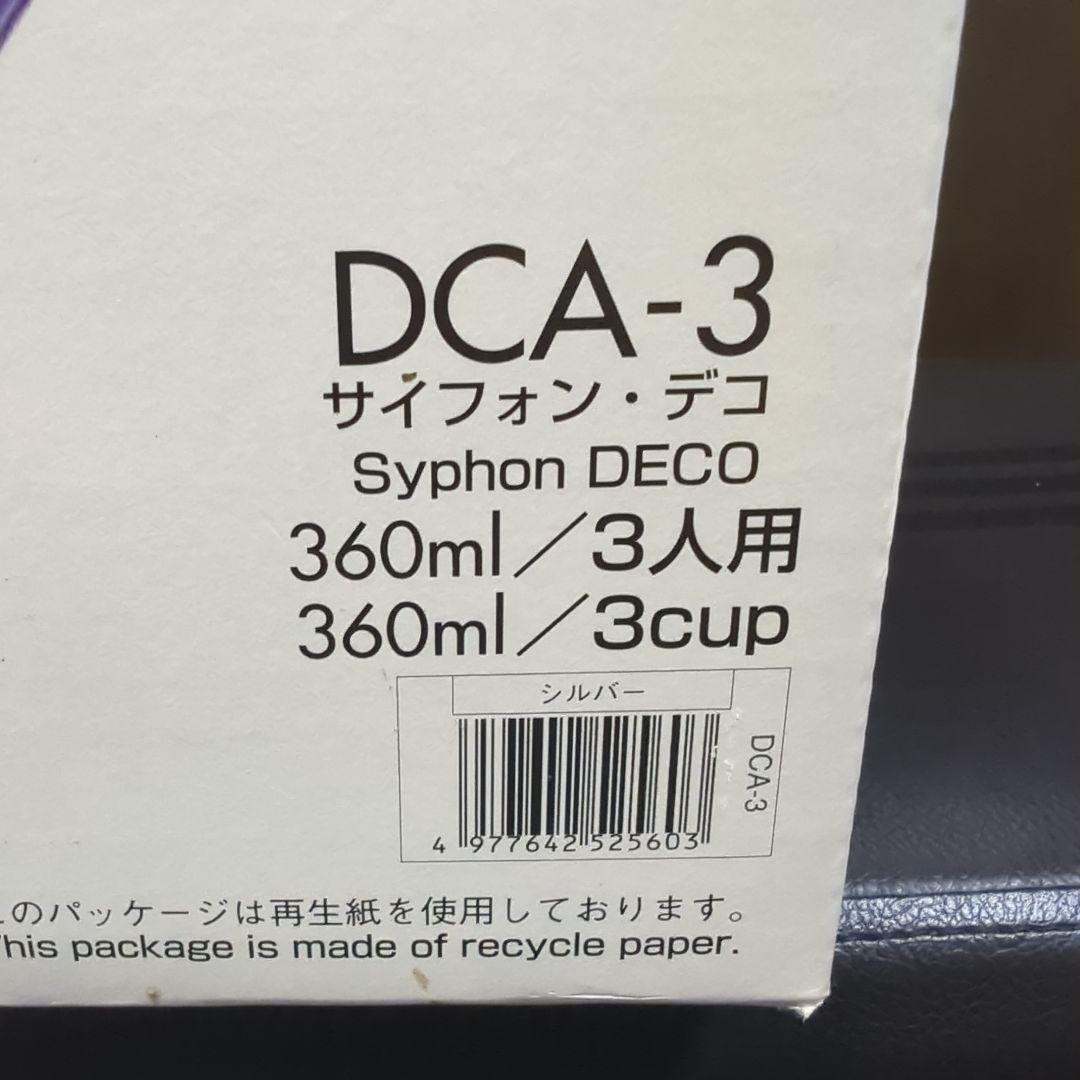 DCA-3
サイフォン・デコ
Syphon DECO
360ml／3人用
360ml／3cup
シルバー
DCA-3
4 977642 525603
このパッケージは再生紙を使用しております。
This package is made of recycle paper.